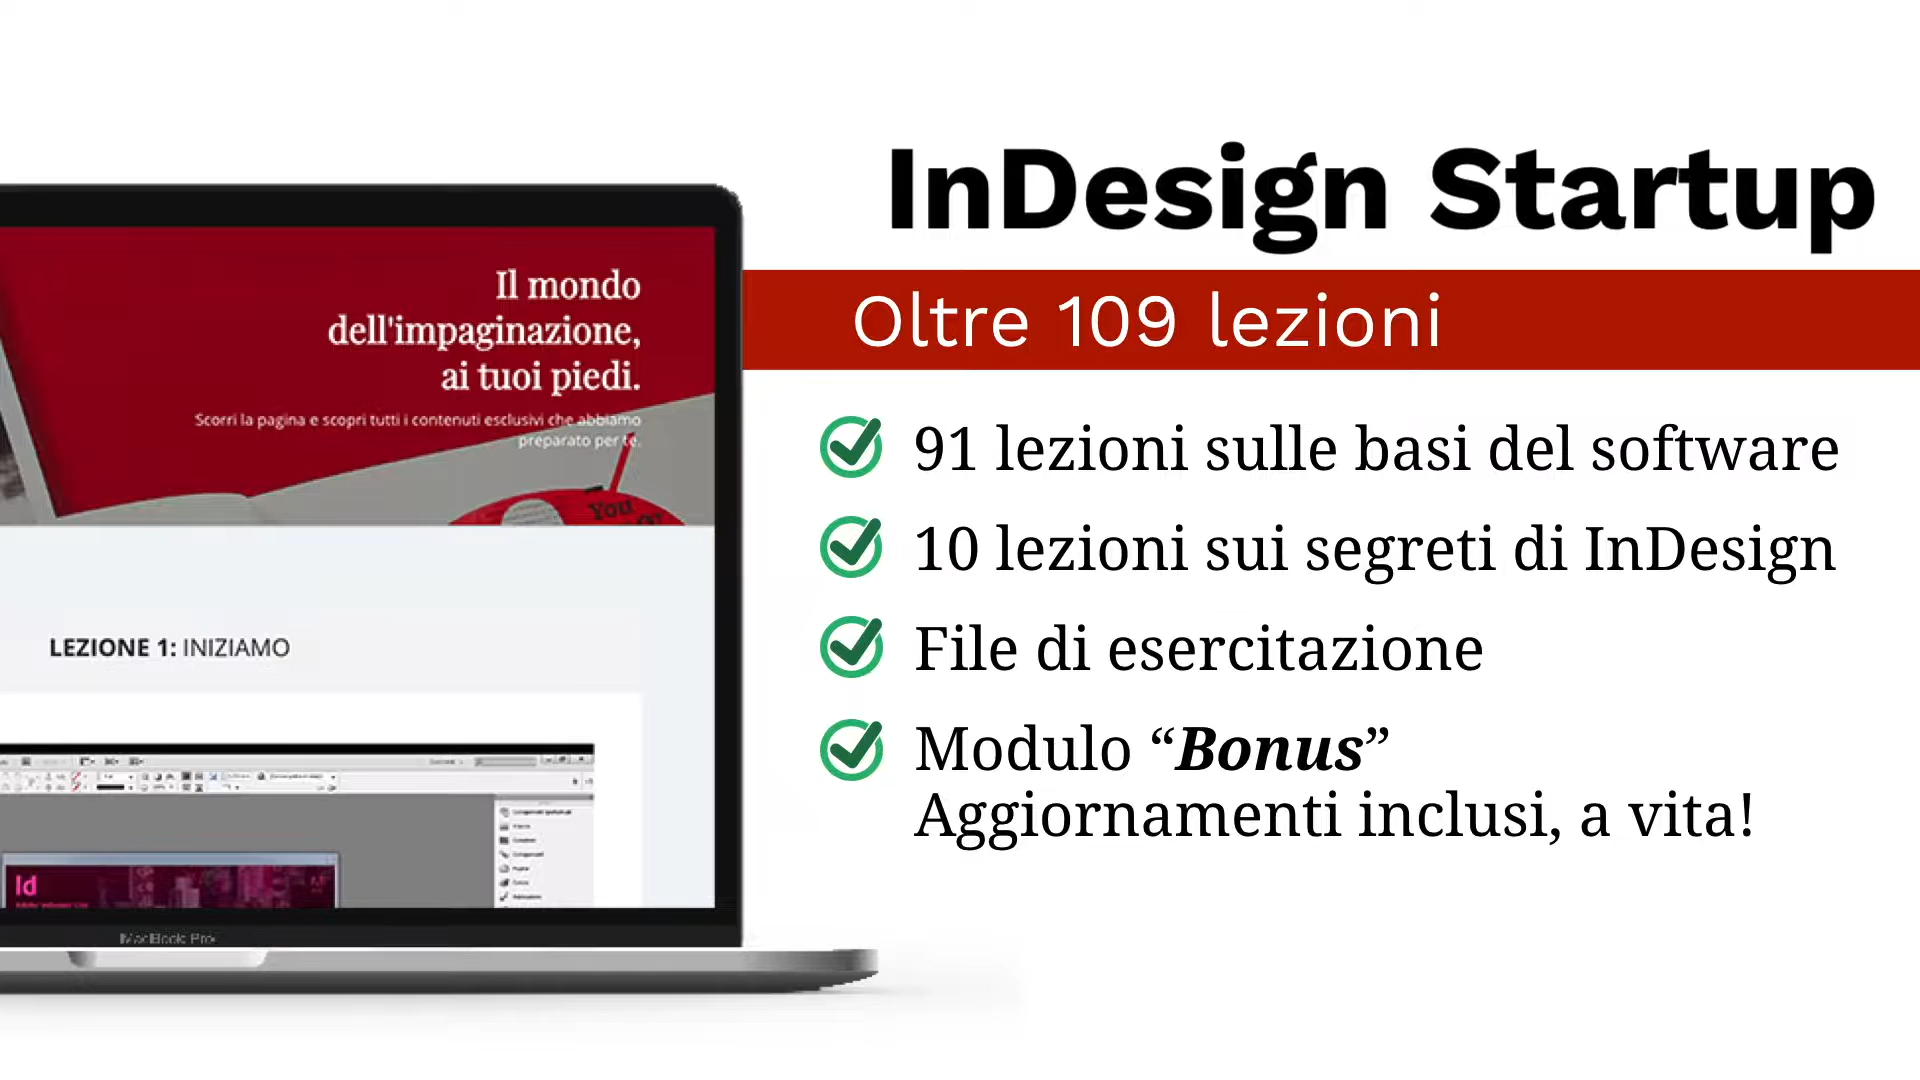 InDesign Startup
Oltre 109 lezioni
91 lezioni sulle basi del software
10 lezioni sui segreti di InDesign
File di esercitazione
Modulo “Bonus”
Aggiornamenti inclusi, a vita!
Il mondo
dell'impaginazione,
ai tuoi piedi.
Scorri la pagina e scopri tutti i contenuti esclusivi che abbiamo
preparato per te.
You
LEZIONE 1: INIZIAMO
Id
MacBook Pro